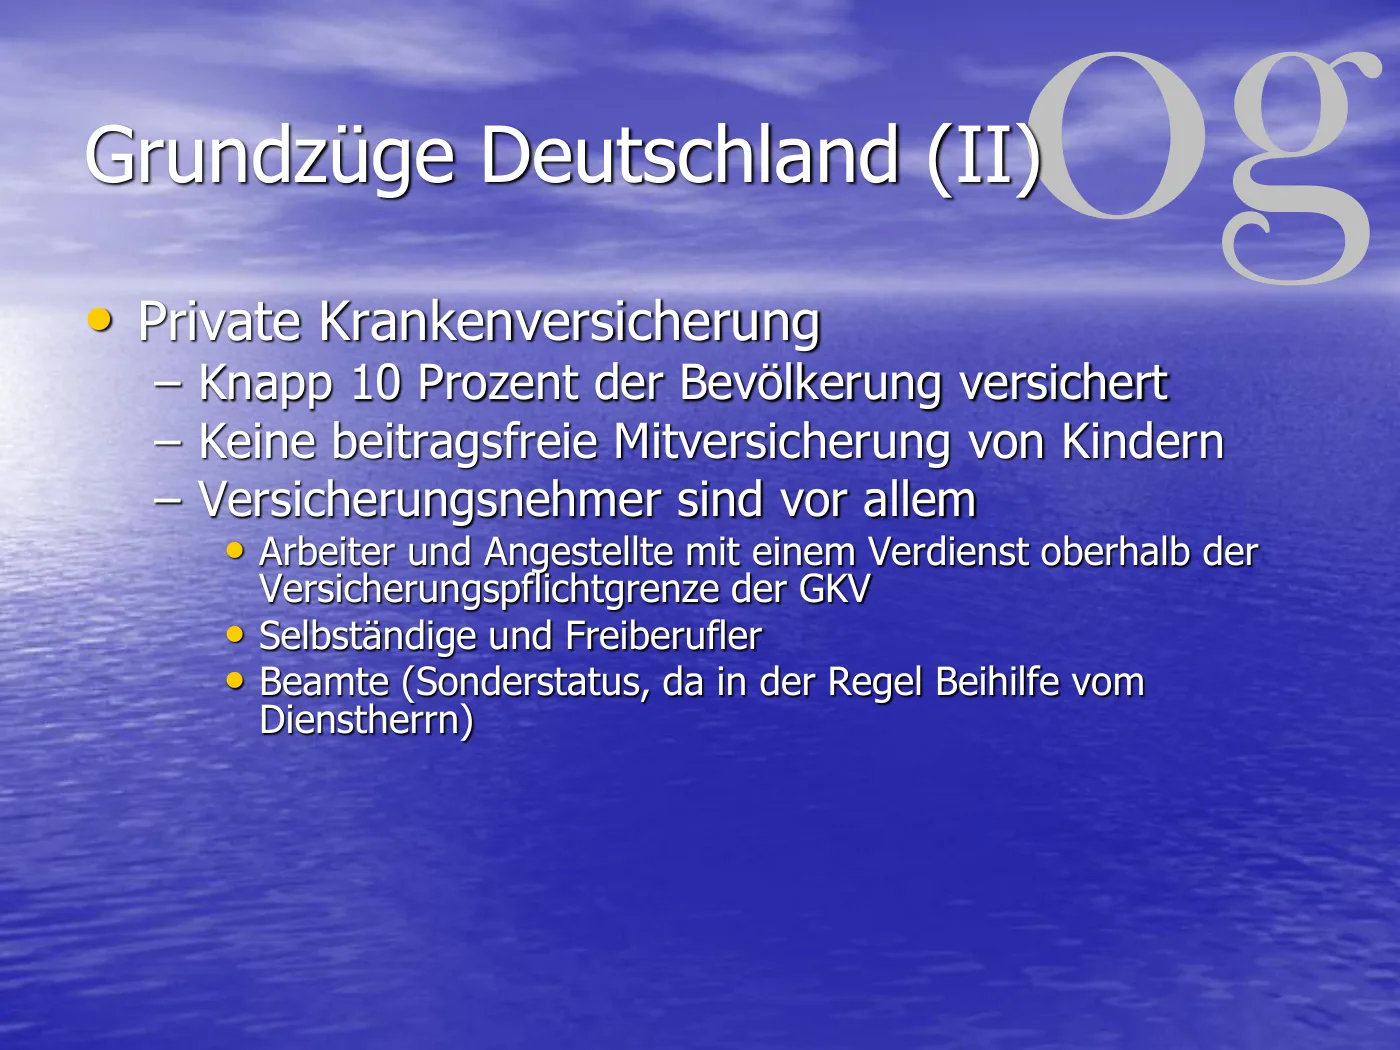 og
Grundzüge Deutschland (II)
• Private Krankenversicherung
– Knapp 10 Prozent der Bevölkerung versichert
– Keine beitragsfreie Mitversicherung von Kindern
– Versicherungsnehmer sind vor allem
• Arbeiter und Angestellte mit einem Verdienst oberhalb der
Versicherungspflichtgrenze der GKV
• Selbständige und Freiberufler
• Beamte (Sonderstatus, da in der Regel Beihilfe vom
Dienstherrn)